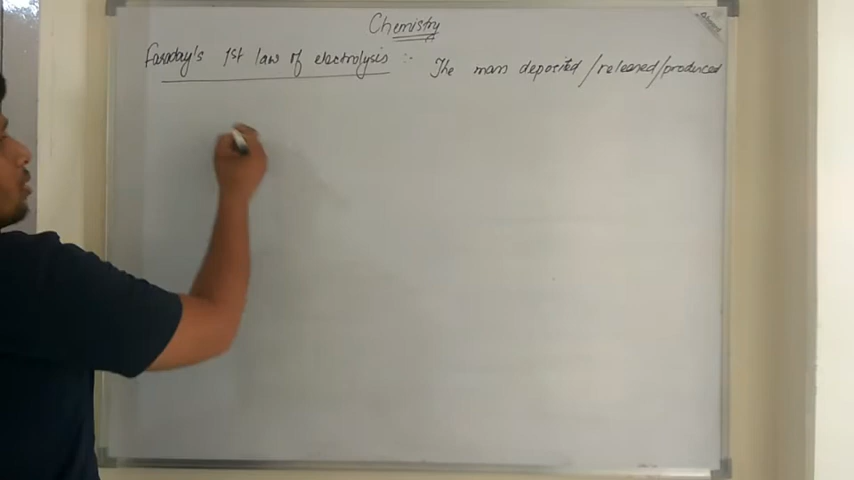 Chemistry
Faraday's 1st law of electrolysis :- The mass deposited/released/produced